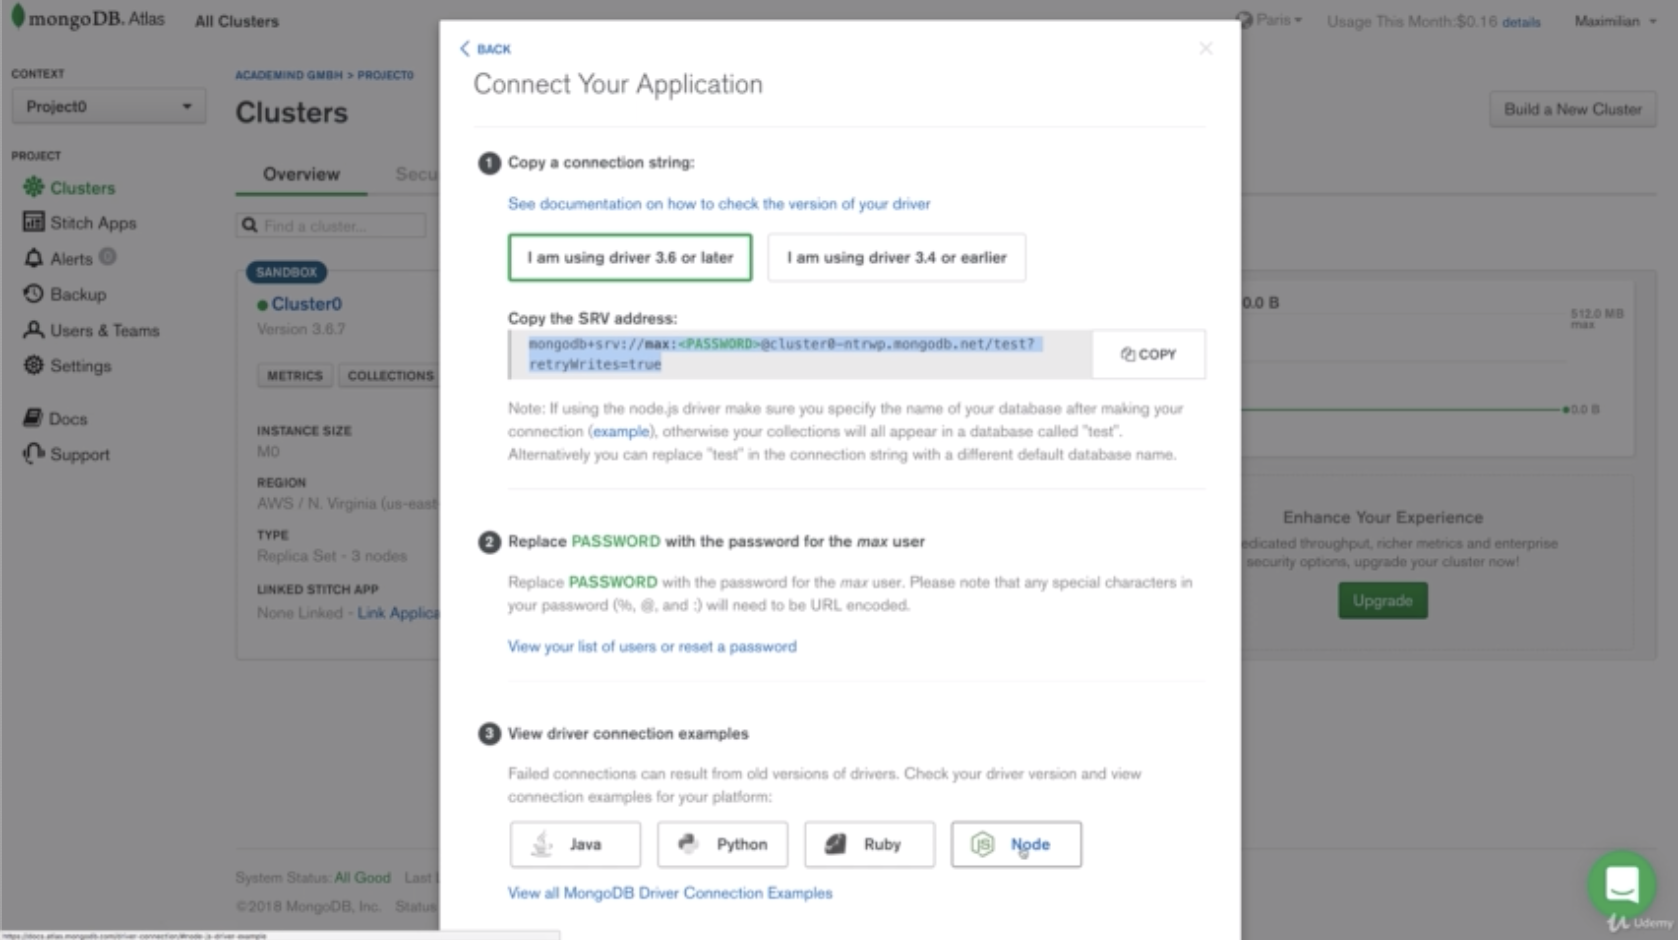 mongoDB. Atlas
All Clusters
Paris
Usage This Month:$0.16 details
Maximilian
CONTEXT
Project0
PROJECT
Clusters
Stitch Apps
Alerts 0
Backup
Users & Teams
Settings
Docs
Support
ACADEMIND GMBH > PROJECT0
Clusters
Build a New Cluster
Overview
Secu
Find a cluster...
SANDBOX
Cluster0
Version 3.6.7
METRICS
COLLECTIONS
INSTANCE SIZE
M0
REGION
AWS / N. Virginia (us-east-
TYPE
Replica Set - 3 nodes
LINKED STITCH APP
None Linked - Link Applica
System Status: All Good Last
©2018 MongoDB, Inc. Status
BACK
Connect Your Application
1 Copy a connection string:
See documentation on how to check the version of your driver
I am using driver 3.6 or later
I am using driver 3.4 or earlier
Copy the SRV address:
mongodb+srv://max:<PASSWORD>@cluster0-ntrwp.mongodb.net/test?
retryWrites=true
COPY
Note: If using the node.js driver make sure you specify the name of your database after making your
connection (example), otherwise your collections will all appear in a database called "test".
Alternatively you can replace "test" in the connection string with a different default database name.
2 Replace PASSWORD with the password for the max user
Replace PASSWORD with the password for the max user. Please note that any special characters in
your password (%, @, and :) will need to be URL encoded.
View your list of users or reset a password
3 View driver connection examples
Failed connections can result from old versions of drivers. Check your driver version and view
connection examples for your platform:
Java
Python
Ruby
JS Node
View all MongoDB Driver Connection Examples
0.0 B
512.0 MB
max
0.0 B
Enhance Your Experience
edicated throughput, richer metrics and enterprise
security options, upgrade your cluster now!
Upgrade
Udemy
https://docs.atlas.mongodb.com/driver-connection/#node-js-driver-example